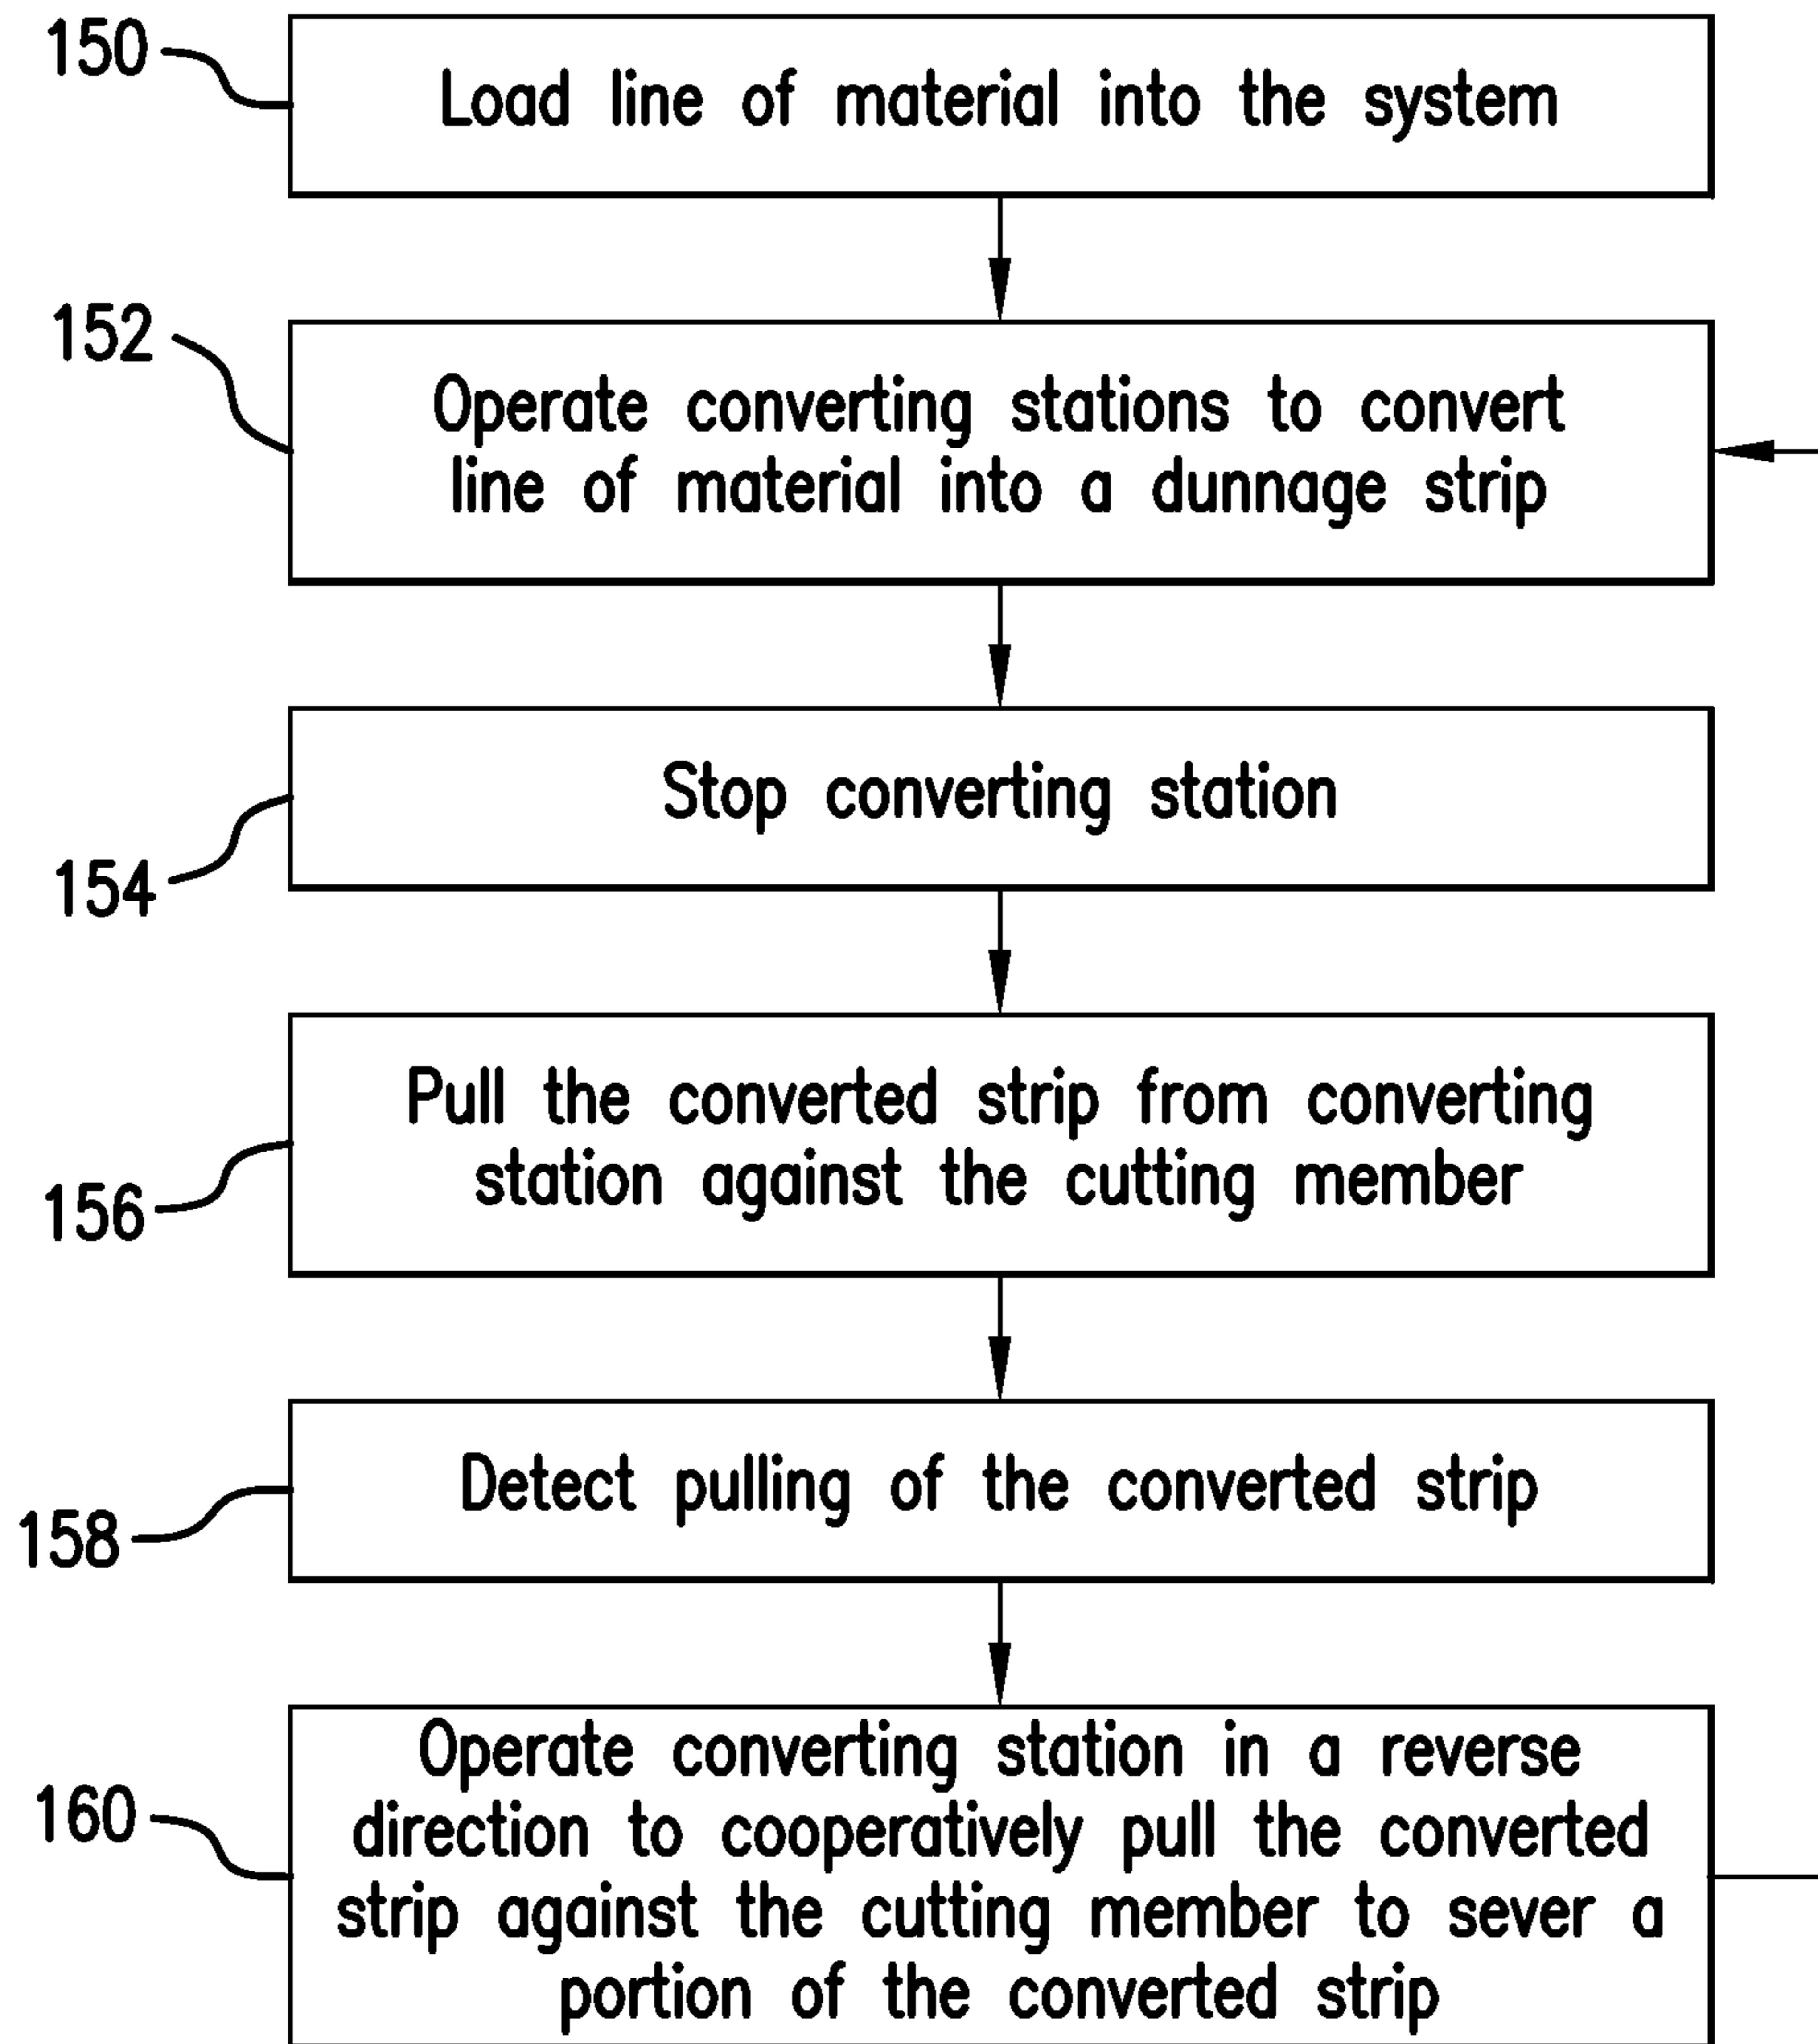 150
Load line of material into the system
152
Operate converting stations to convert
line of material into a dunnage strip
Stop converting station
154
Pull the converted strip from converting
station against the cutting member
156
Detect pulling of the converted strip
158
Operate converting station in a reverse
direction to cooperatively pull the converted
strip against the cutting member to sever a
portion of the converted strip
160